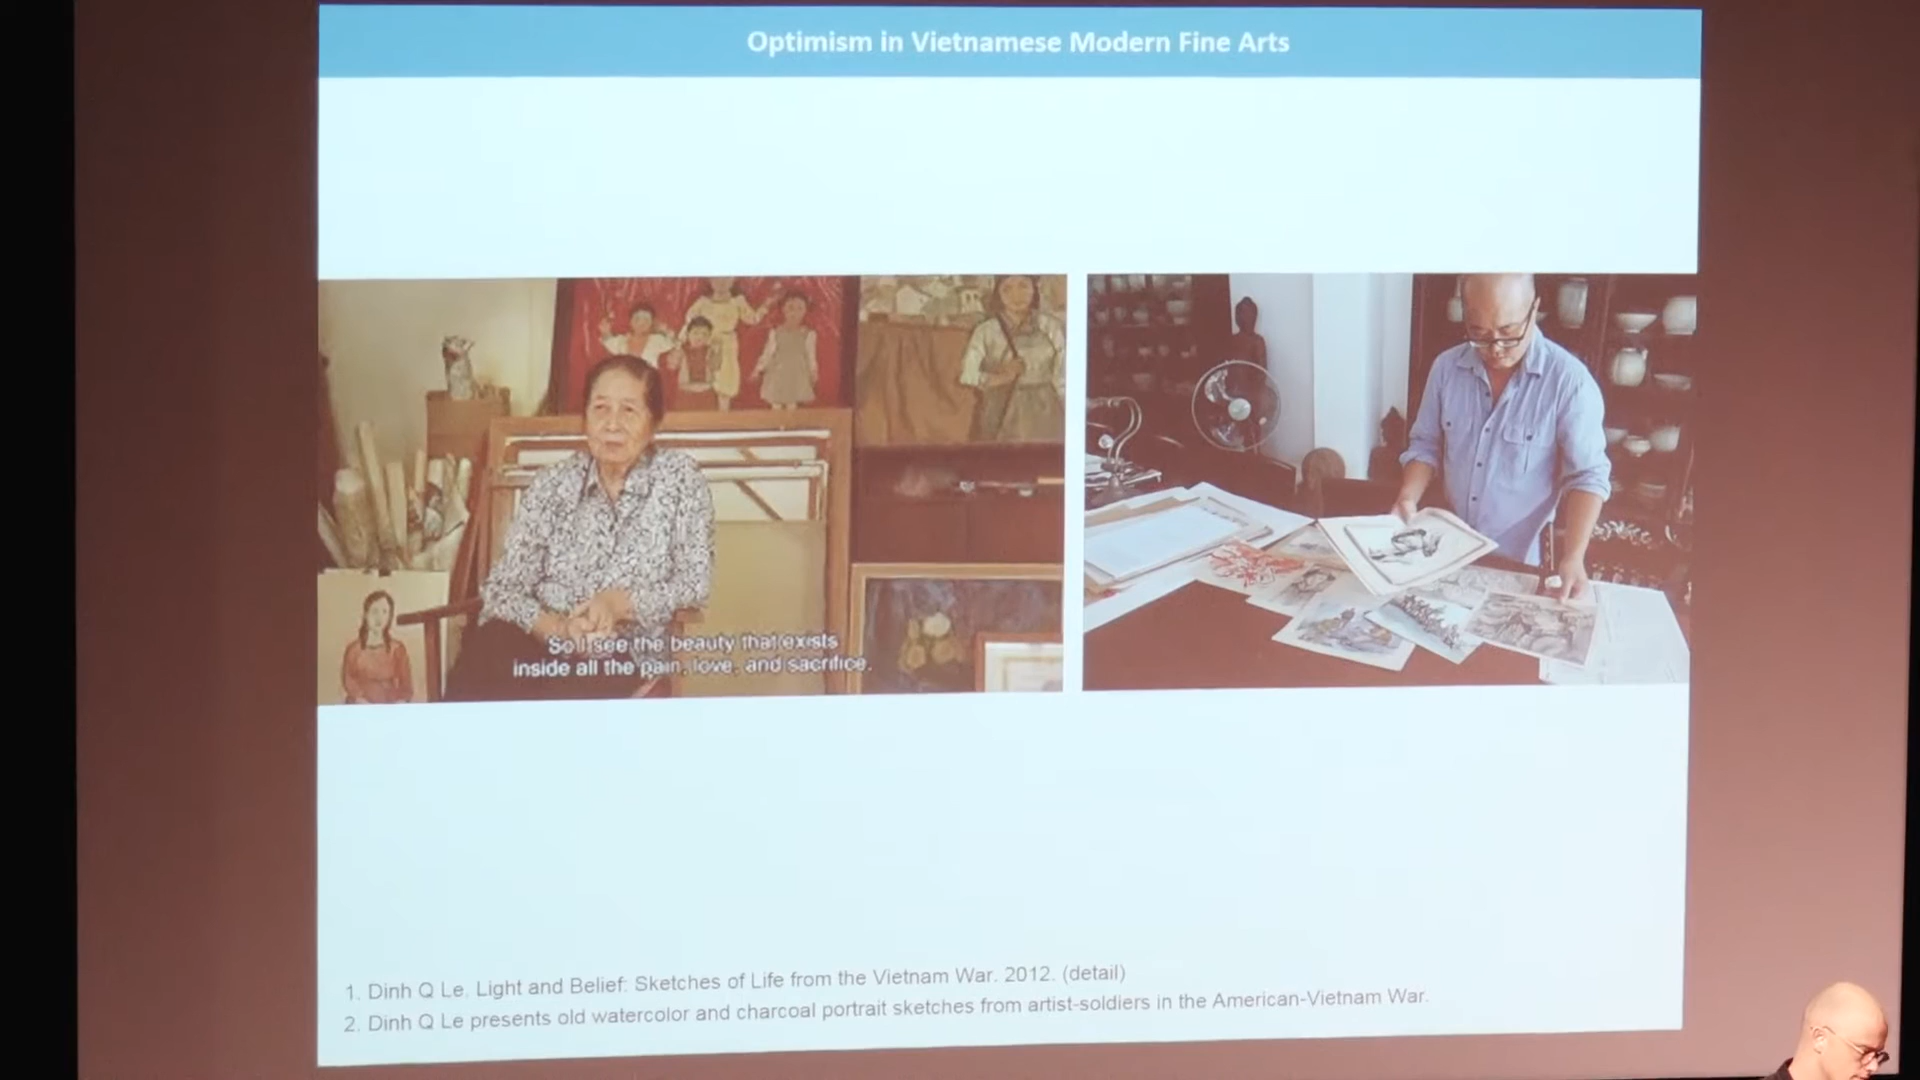 Optimism in Vietnamese Modern Fine Arts
So I see the beauty that exists
inside all the pain, love, and sacrifice.
1. Dinh Q Le. Light and Belief: Sketches of Life from the Vietnam War. 2012. (detail)
2. Dinh Q Le presents old watercolor and charcoal portrait sketches from artist-soldiers in the American-Vietnam War.